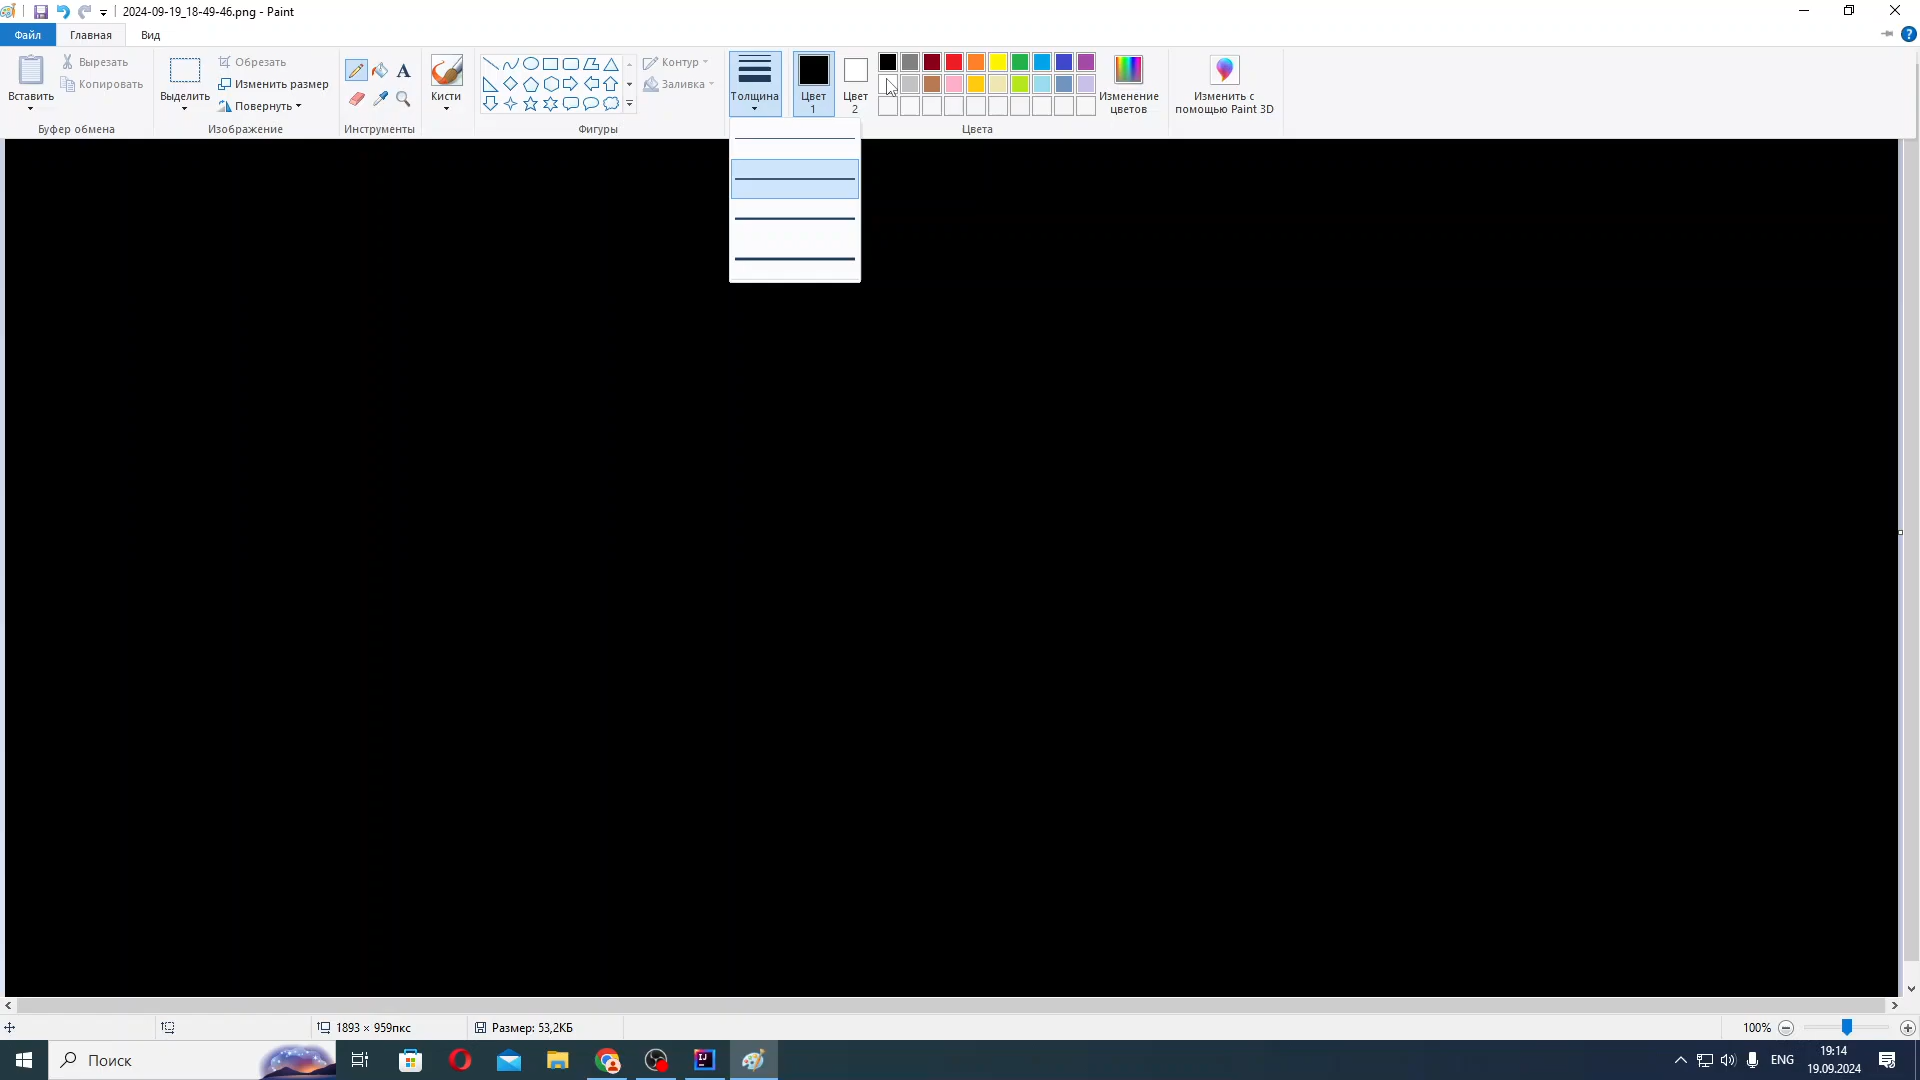 2024-09-19_18-49-46.png - Paint
Файл Главная Вид
Вставить
Вырезать
Копировать
Буфер обмена
Выделить
Обрезать
Изменить размер
Повернуть
Изображение
A
Инструменты
Кисти
Фигуры
Контур
Заливка
Толщина
Цвет
1
Цвет
2
Цвета
Изменение
цветов
Изменить с
помощью Paint 3D
?
1893 × 959пкс
Размер: 53,2КБ
100%
Поиск
IJ
ENG
19:14
19.09.2024